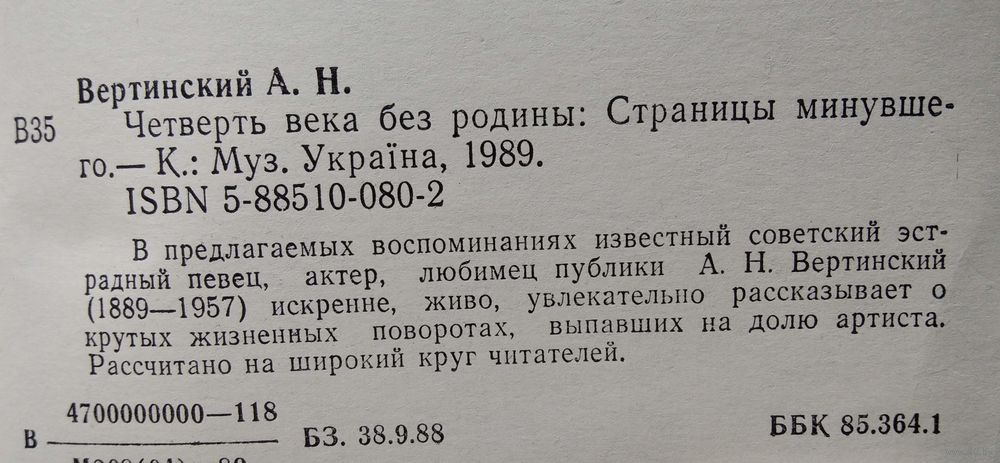 Вертинский А. Н.
В35 Четверть века без родины: Страницы минувше-
го.— К.: Муз. Україна, 1989.
ISBN 5-88510-080-2
В предлагаемых воспоминаниях известный советский эст-
радный певец, актер, любимец публики А. Н. Вертинский
(1889—1957) искренне, живо, увлекательно рассказывает о
крутых жизненных поворотах, выпавших на долю артиста.
Рассчитано на широкий круг читателей.
4700000000—118
В БЗ. 38.9.88 ББК 85.364.1